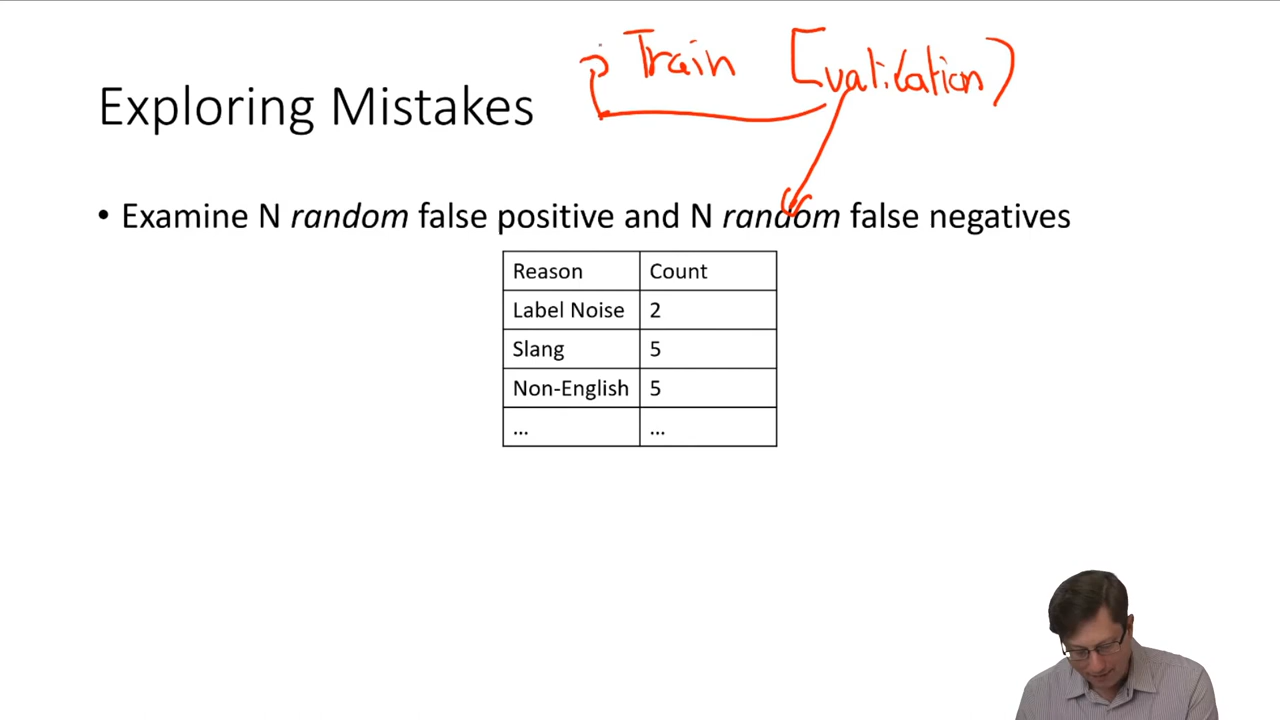 Train [validation)
Exploring Mistakes
• Examine N random false positive and N random false negatives
Reason Count
Label Noise 2
Slang 5
Non-English 5
... ...